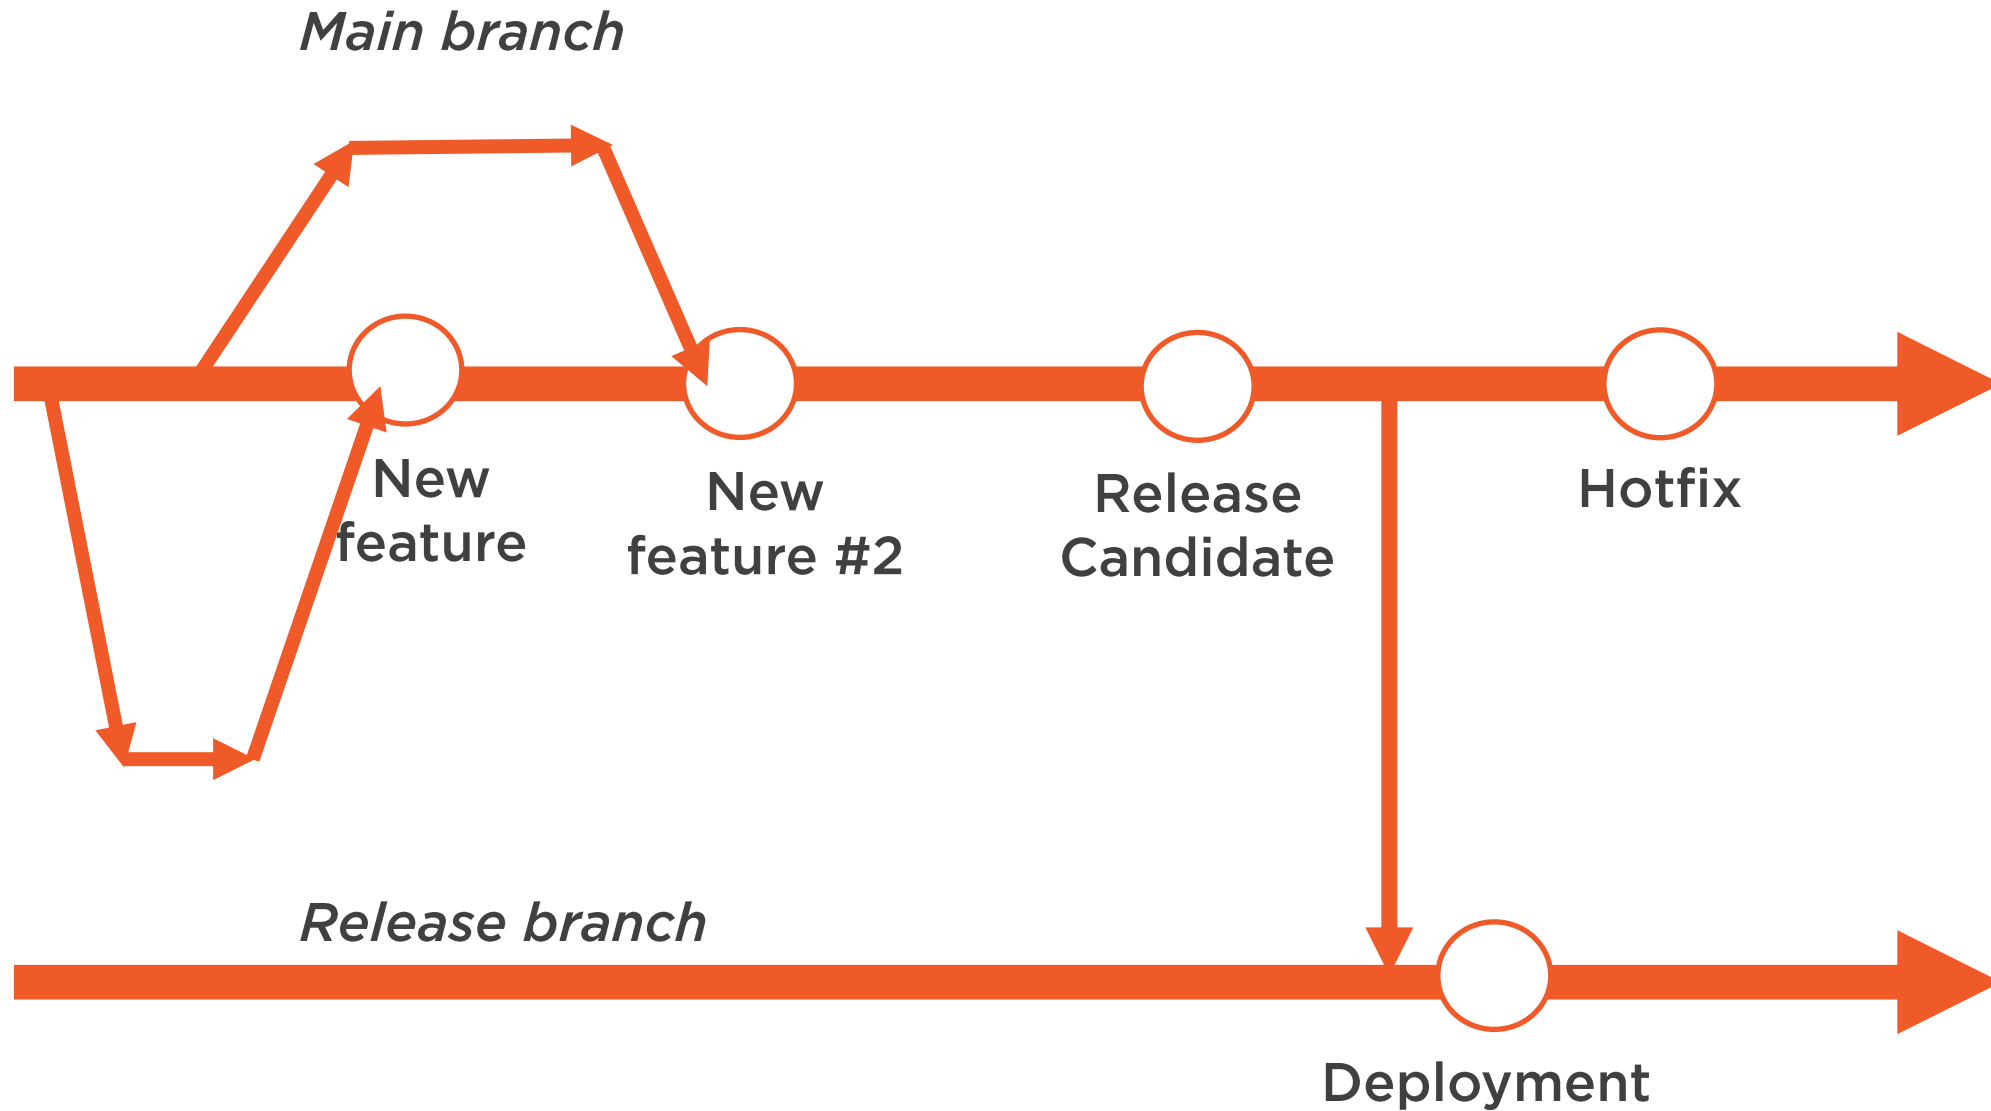 Main branch
New
feature
New
feature #2
Release
Candidate
Hotfix
Release branch
Deployment